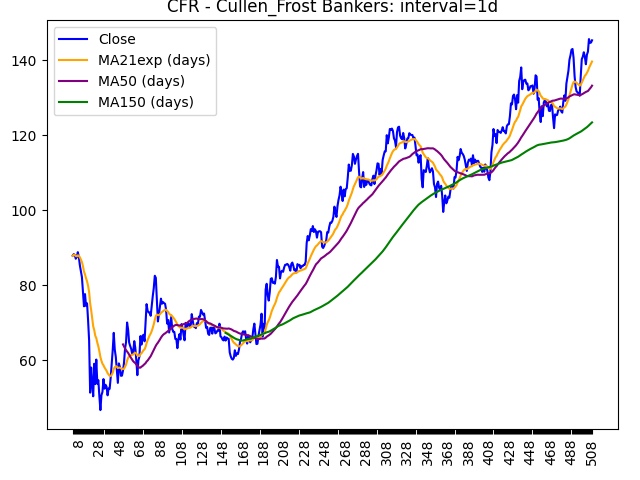 CFR - Cullen_Frost Bankers: interval=1d
Close
MA21exp (days)
MA50 (days)
MA150 (days)
140
120
100
80
60
8 28 48 68 88 108 128 148 168 188 208 228 248 268 288 308 328 348 368 388 408 428 448 468 488 508